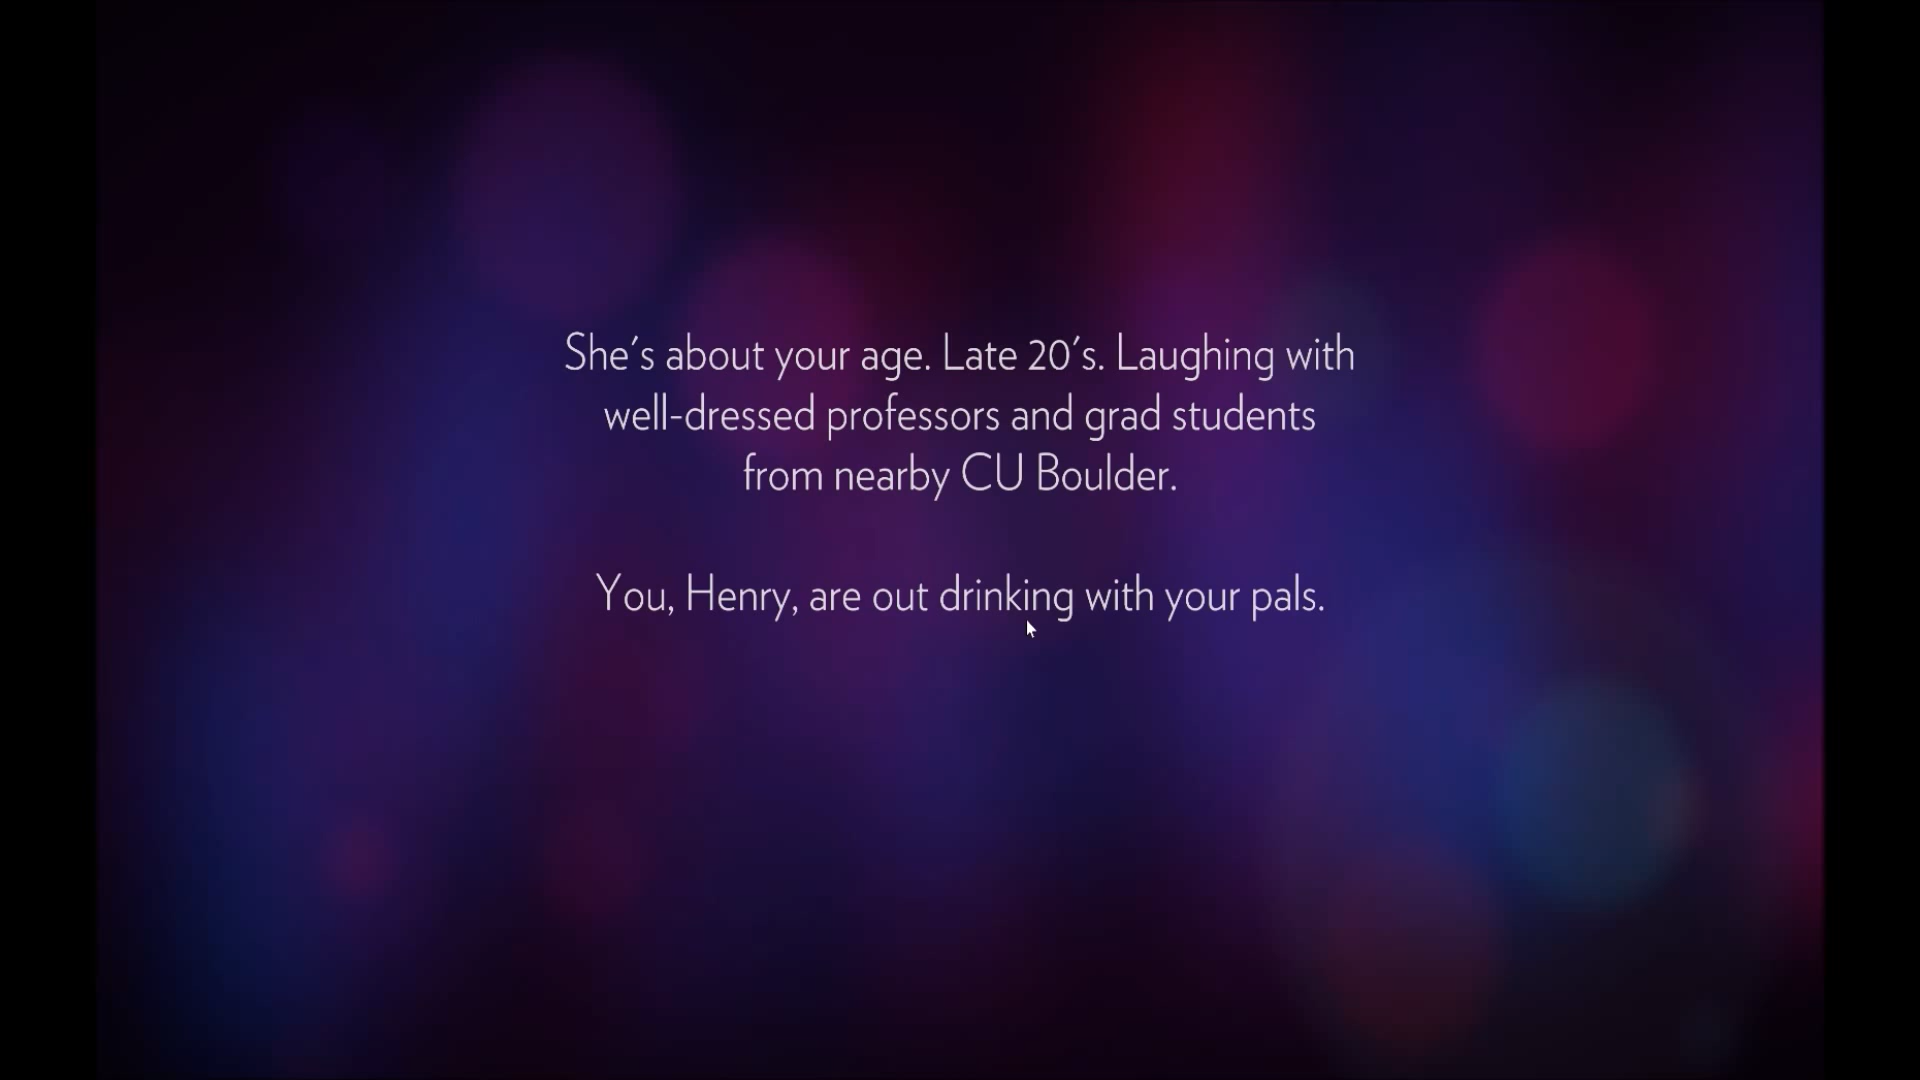 She's about your age. Late 20's. Laughing with
well-dressed professors and grad students
from nearby CU Boulder.
You, Henry, are out drinking with your pals.